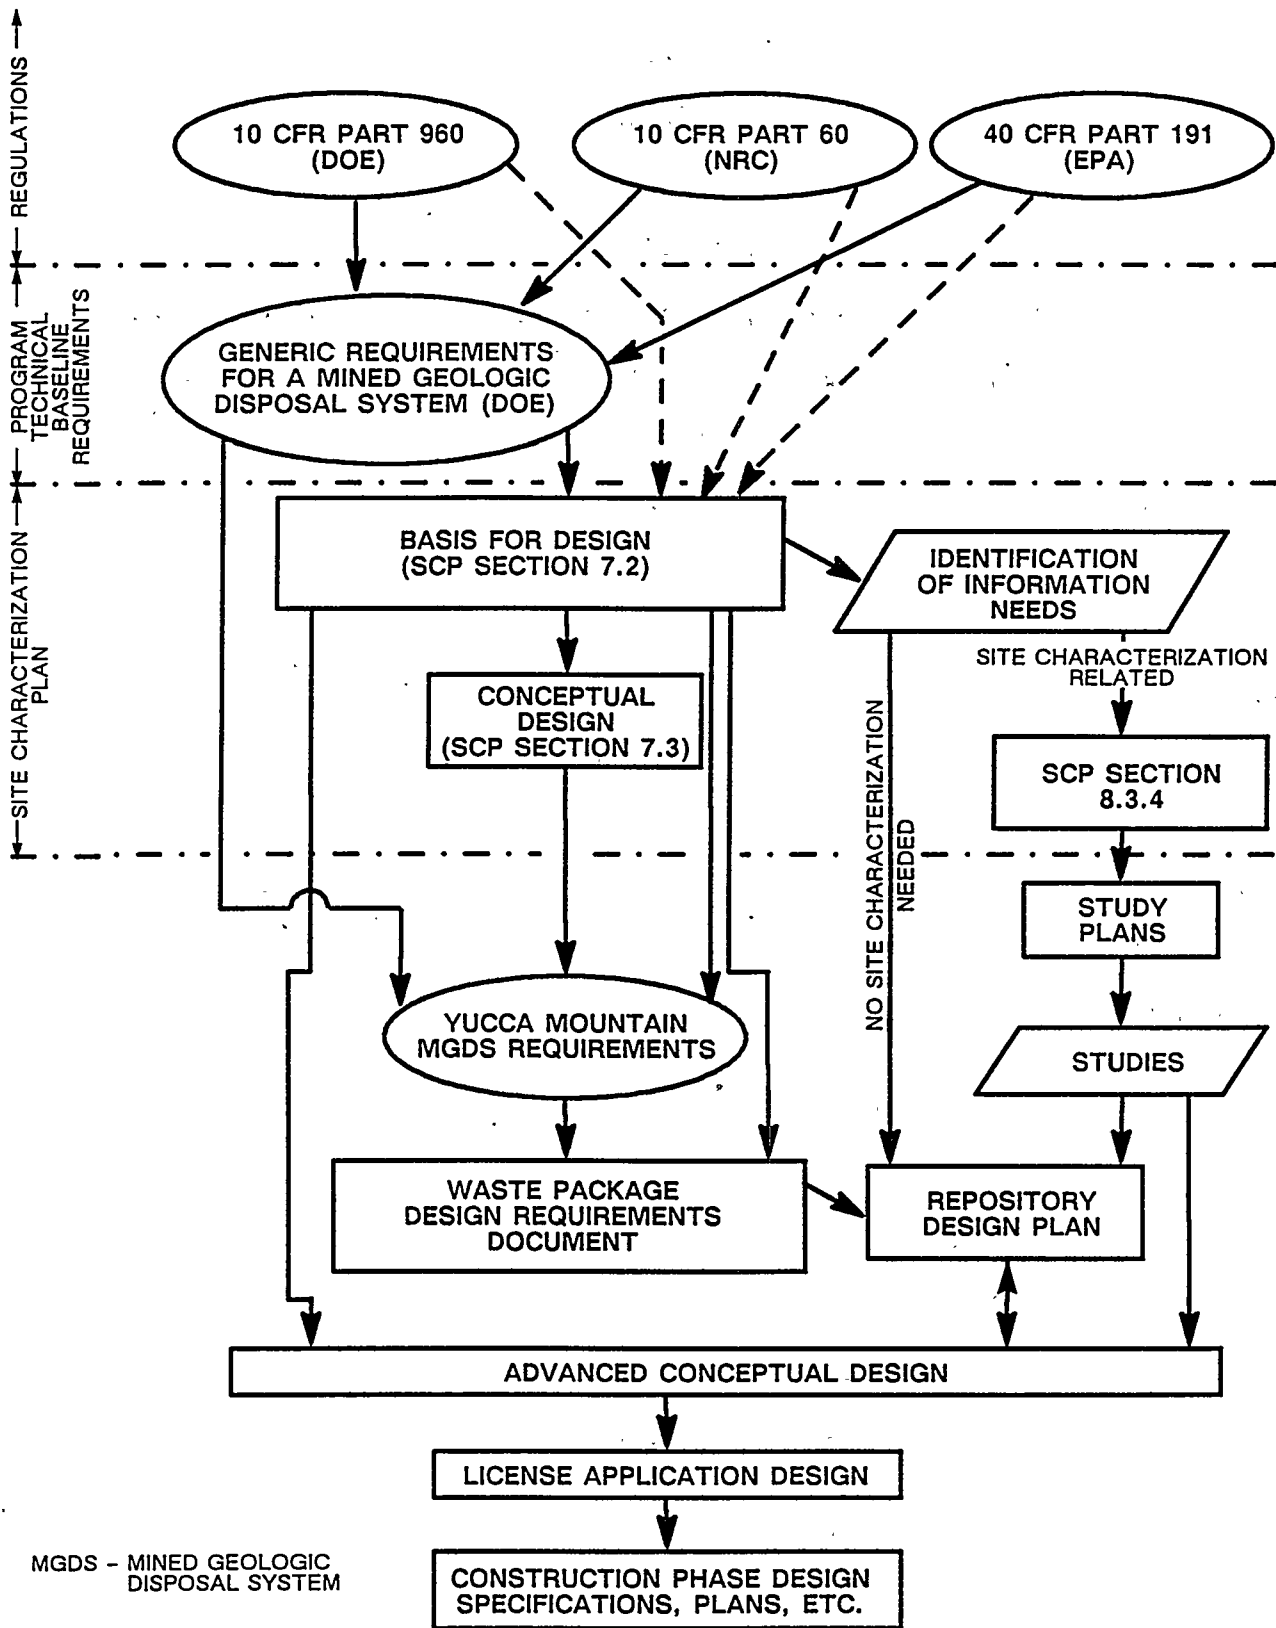 REGULATIONS
10 CFR PART 960
(DOE)
10 CFR PART 60
(NRC)
40 CFR PART 191
(EPA)
PROGRAM
TECHNICAL
BASELINE
REQUIREMENTS
GENERIC REQUIREMENTS
FOR A MINED GEOLOGIC
DISPOSAL SYSTEM (DOE)
SITE CHARACTERIZATION
PLAN
BASIS FOR DESIGN
(SCP SECTION 7.2)
IDENTIFICATION
OF INFORMATION
NEEDS
SITE CHARACTERIZATION
RELATED
CONCEPTUAL
DESIGN
(SCP SECTION 7.3)
NO SITE CHARACTERIZATION
NEEDED
SCP SECTION
8.3.4
STUDY
PLANS
YUCCA MOUNTAIN
MGDS REQUIREMENTS
STUDIES
WASTE PACKAGE
DESIGN REQUIREMENTS
DOCUMENT
REPOSITORY
DESIGN PLAN
ADVANCED CONCEPTUAL DESIGN
LICENSE APPLICATION DESIGN
MGDS – MINED GEOLOGIC
DISPOSAL SYSTEM
CONSTRUCTION PHASE DESIGN
SPECIFICATIONS, PLANS, ETC.